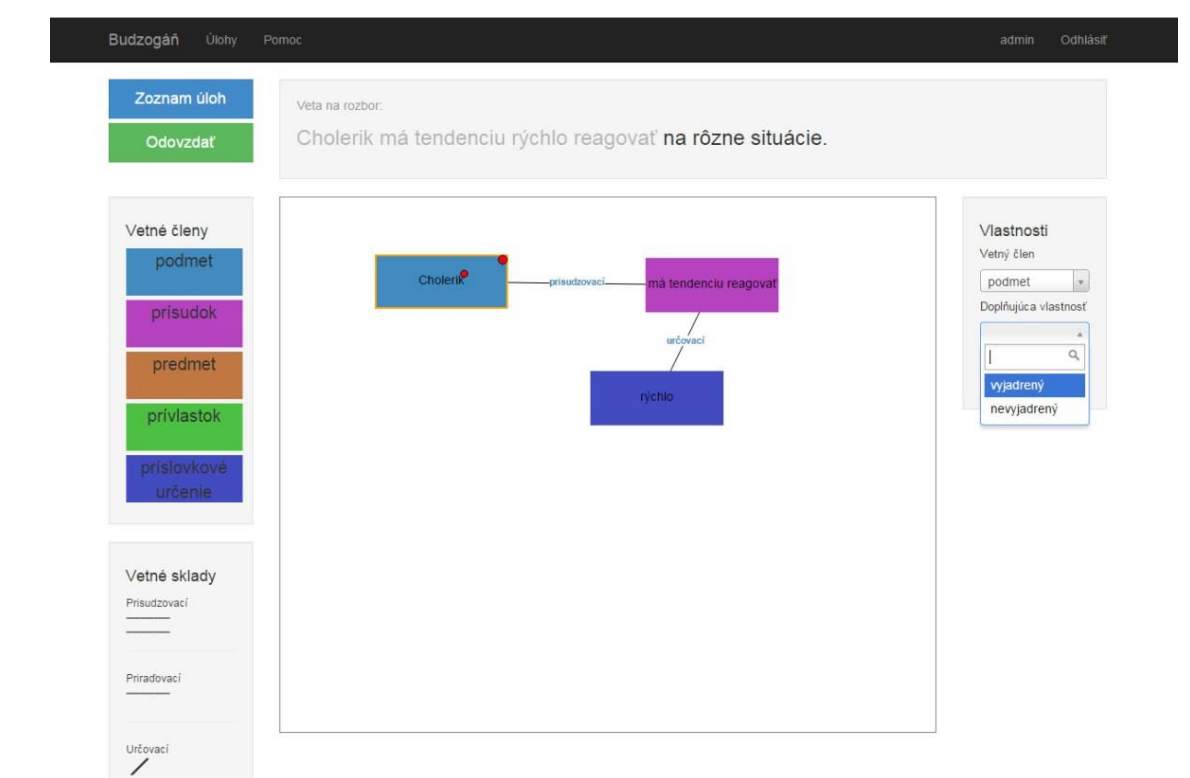 Budzogáň Úlohy Pomoc admin Odhlásiť
Zoznam úloh
Odovzdať
Veta na rozbor:
Cholerik má tendenciu rýchlo reagovať na rôzne situácie.
Vetné členy
podmet
prísudok
predmet
prívlastok
príslovkové
určenie
Vetné sklady
Prisudzovací
Priraďovací
Určovací
Cholerik
prisudzovací
má tendenciu reagovať
určovací
rýchlo
Vlastnosti
Vetný člen
podmet
Doplňujúca vlastnosť
vyjadrený
nevyjadrený